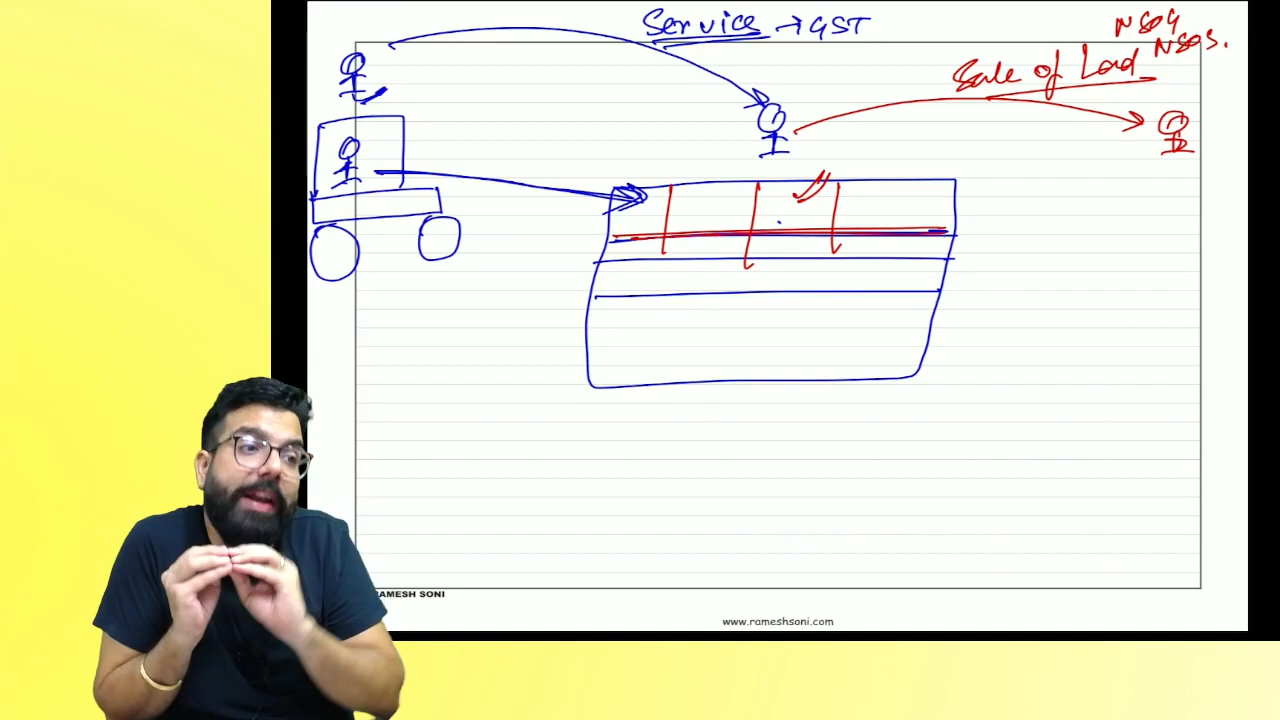 Service → GST
NSOG
NSOS.
Sale of Land
RAMESH SONI
www.rameshsoni.com